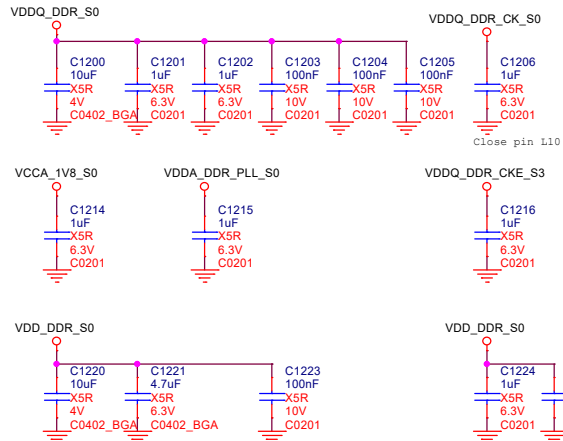 VDDQ_DDR_S0
VDDQ_DDR_CK_S0
C1200
10uF
X5R
4V
C0402_BGA
C1201
1uF
X5R
6.3V
C0201
C1202
1uF
X5R
6.3V
C0201
C1203
100nF
X5R
10V
C0201
C1204
100nF
X5R
10V
C0201
C1205
100nF
X5R
10V
C0201
C1206
1uF
X5R
6.3V
C0201
Close pin L10
VCCA_1V8_S0
VDDA_DDR_PLL_S0
VDDQ_DDR_CKE_S3
C1214
1uF
X5R
6.3V
C0201
C1215
1uF
X5R
6.3V
C0201
C1216
1uF
X5R
6.3V
C0201
VDD_DDR_S0
VDD_DDR_S0
C1220
10uF
X5R
4V
C0402_BGA
C1221
4.7uF
X5R
6.3V
C0402_BGA
C1223
100nF
X5R
10V
C0201
C1224
1uF
X5R
6.3V
C0201